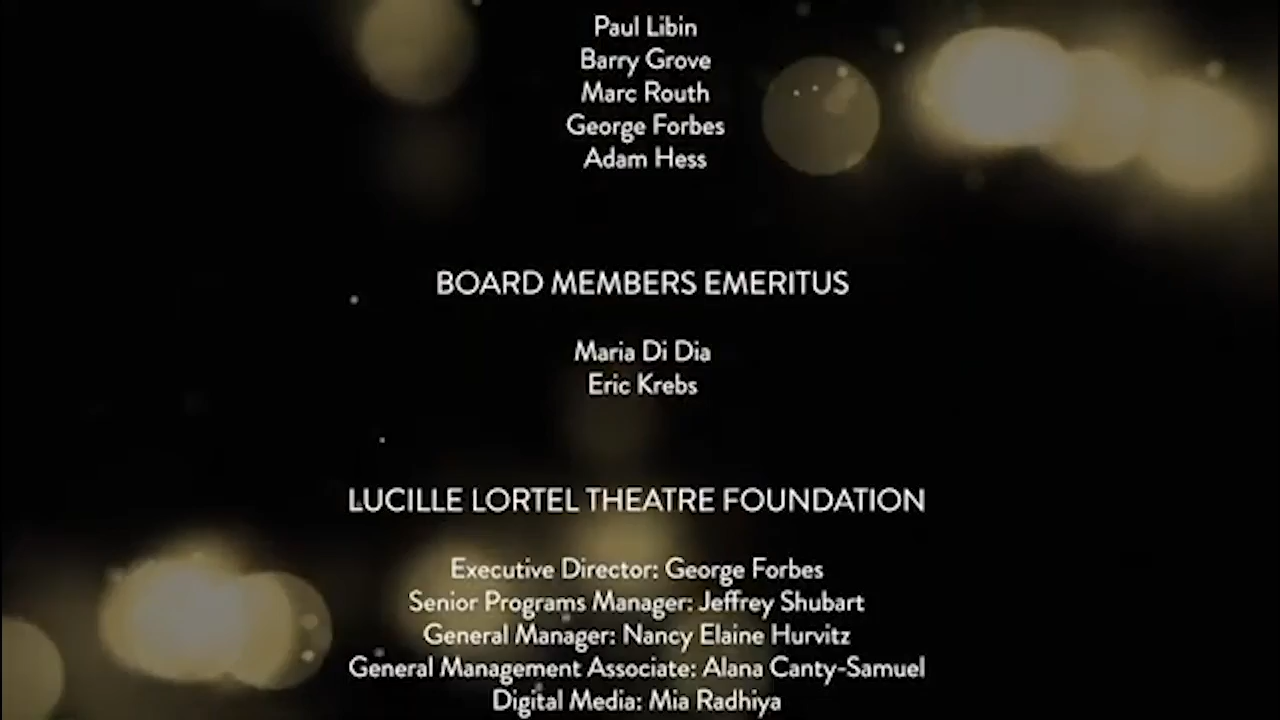 Paul Libin
Barry Grove
Marc Routh
George Forbes
Adam Hess
BOARD MEMBERS EMERITUS
Maria Di Dia
Eric Krebs
LUCILLE LORTEL THEATRE FOUNDATION
Executive Director: George Forbes
Senior Programs Manager: Jeffrey Shubart
General Manager: Nancy Elaine Hurvitz
General Management Associate: Alana Canty-Samuel
Digital Media: Mia Radhiya